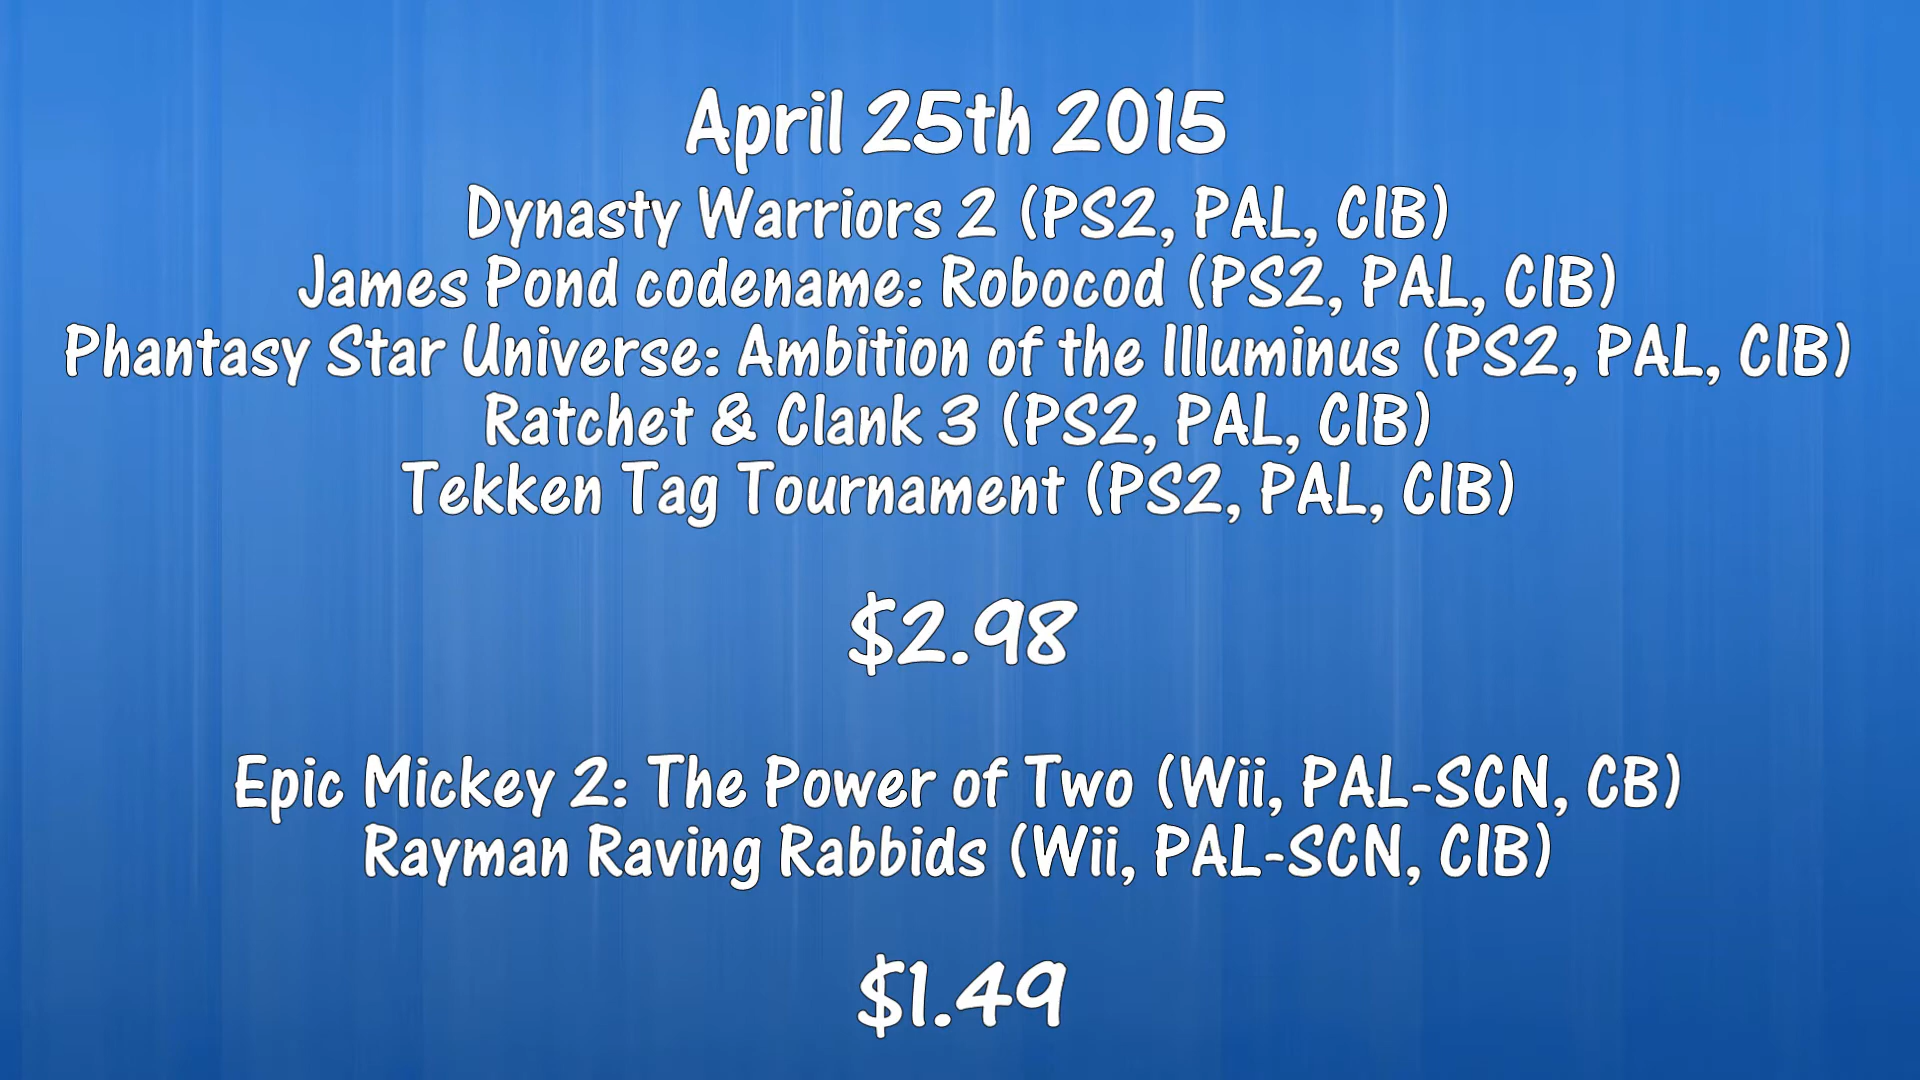 April 25th 2015
Dynasty Warriors 2 (PS2, PAL, CIB)
James Pond codename: Robocod (PS2, PAL, CIB)
Phantasy Star Universe: Ambition of the Illuminus (PS2, PAL, CIB)
Ratchet & Clank 3 (PS2, PAL, CIB)
Tekken Tag Tournament (PS2, PAL, CIB)
$2.98
Epic Mickey 2: The Power of Two (Wii, PAL-SCN, CB)
Rayman Raving Rabbids (Wii, PAL-SCN, CIB)
$1.49